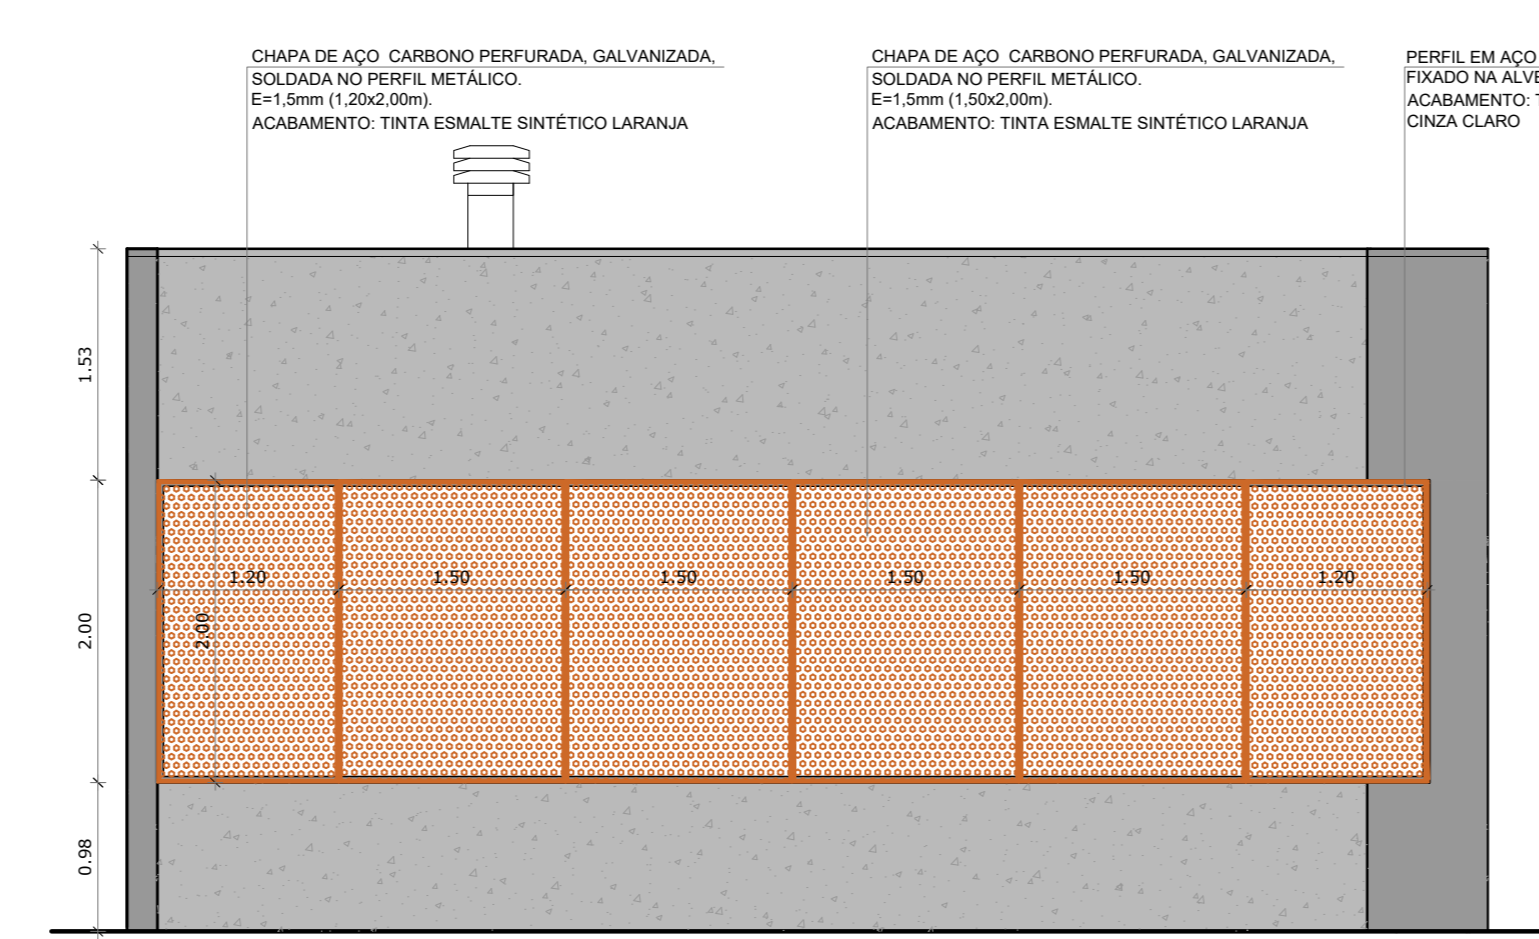 CHAPA DE AÇO CARBONO PERFURADA, GALVANIZADA,
SOLDADA NO PERFIL METÁLICO.
E=1,5mm (1,20x2,00m).
ACABAMENTO: TINTA ESMALTE SINTÉTICO LARANJA
CHAPA DE AÇO CARBONO PERFURADA, GALVANIZADA,
SOLDADA NO PERFIL METÁLICO.
E=1,5mm (1,50x2,00m).
ACABAMENTO: TINTA ESMALTE SINTÉTICO LARANJA
PERFIL EM AÇO
FIXADO NA
ACABAMENTO:
CINZA CLARO
1.53
2.00
0.98
1.20
1.50
1.50
1.50
1.50
1.20
2.00